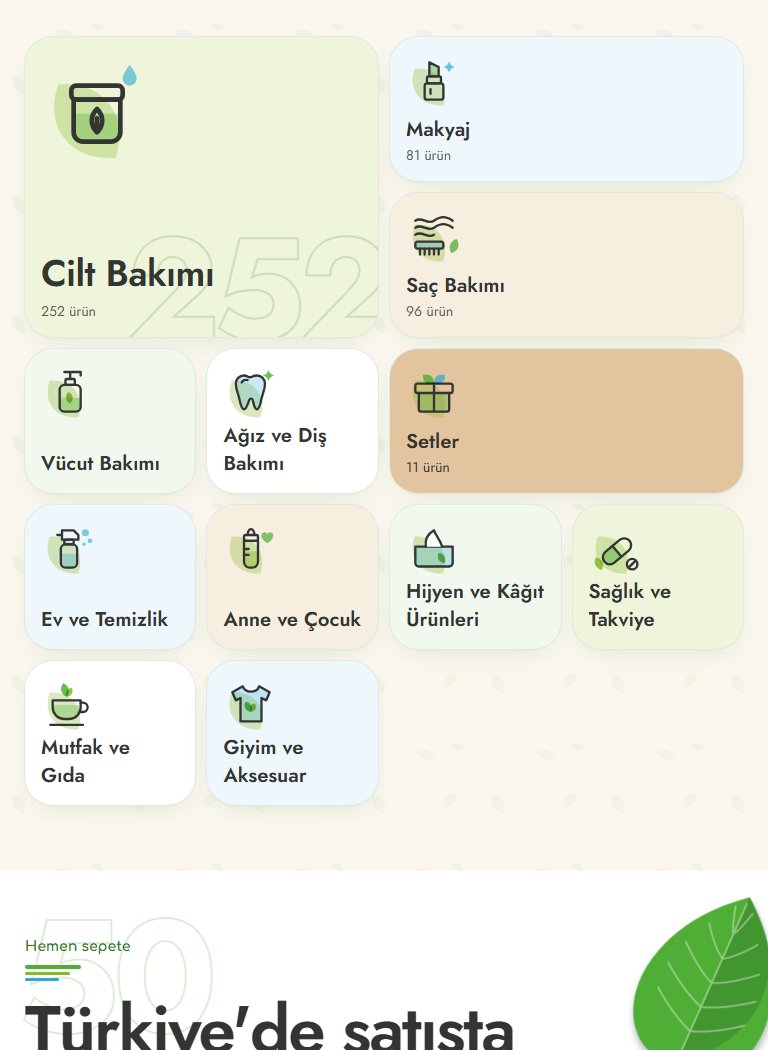 252
Cilt Bakımı
252 ürün
Makyaj
81 ürün
Saç Bakımı
96 ürün
Vücut Bakımı
Ağız ve Diş
Bakımı
Setler
11 ürün
Ev ve Temizlik
Anne ve Çocuk
Hijyen ve Kâğıt
Ürünleri
Sağlık ve
Takviye
Mutfak ve
Gıda
Giyim ve
Aksesuar
50
Hemen sepete
Türkiye'de satışta